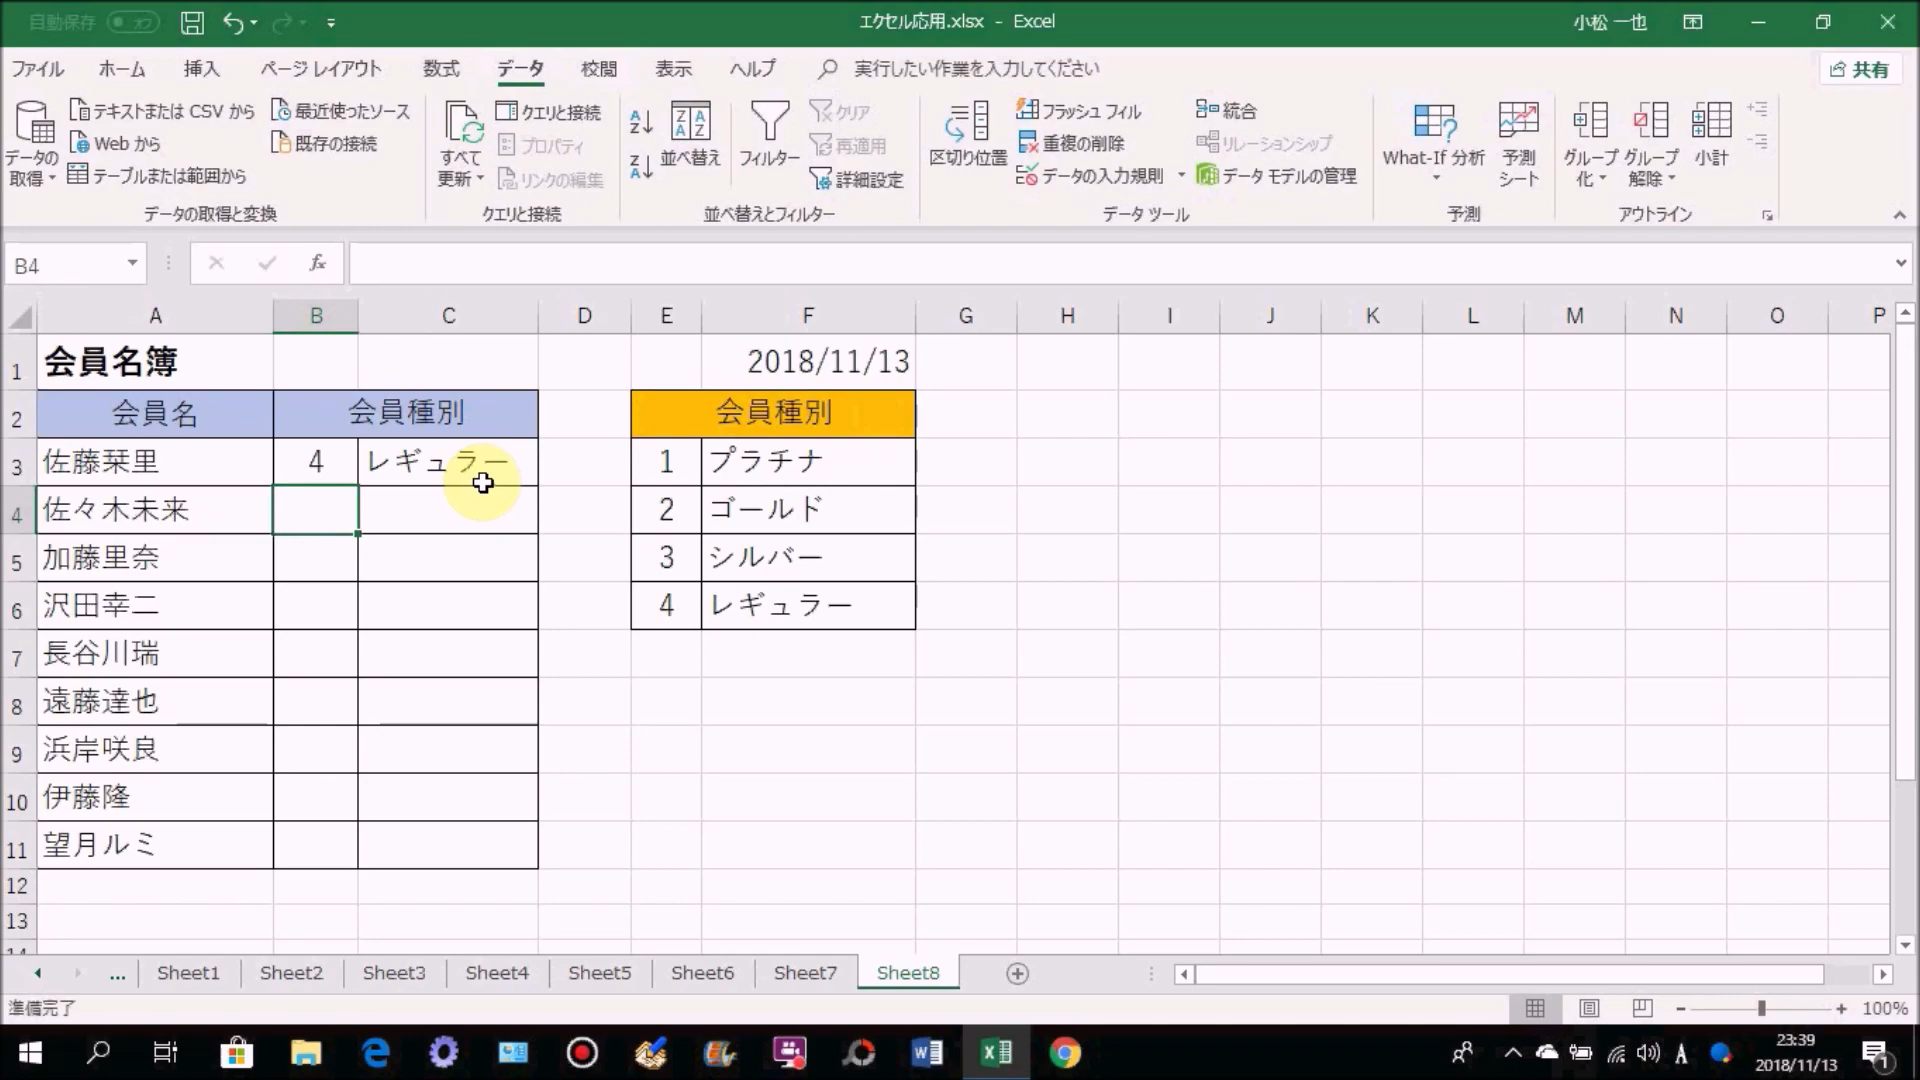 自動保存 オフ
エクセル応用.xlsx - Excel
小松 一也
ファイル ホーム 挿入 ページ レイアウト 数式 データ 校閲 表示 ヘルプ 実行したい作業を入力してください 共有
データの取得
テキストまたは CSV から
Web から
テーブルまたは範囲から
最近使ったソース
既存の接続
データの取得と変換
すべて更新
クエリと接続
プロパティ
リンクの編集
クエリと接続
並べ替え
フィルター
クリア
再適用
詳細設定
並べ替えとフィルター
区切り位置
フラッシュ フィル
重複の削除
データの入力規則
統合
リレーションシップ
データ モデルの管理
データ ツール
What-If 分析
予測シート
予測
グループ化
グループ解除
小計
アウトライン
B4 fx
A B C D E F G H I J K L M N O P
1 会員名簿 2018/11/13
2 会員名 会員種別 会員種別
3 佐藤栞里 4 レギュラー 1 プラチナ
4 佐々木未来 2 ゴールド
5 加藤里奈 3 シルバー
6 沢田幸二 4 レギュラー
7 長谷川瑞
8 遠藤達也
9 浜岸咲良
10 伊藤隆
11 望月ルミ
12
13
14
... Sheet1 Sheet2 Sheet3 Sheet4 Sheet5 Sheet6 Sheet7 Sheet8
準備完了 100%
A 23:39
2018/11/13
1